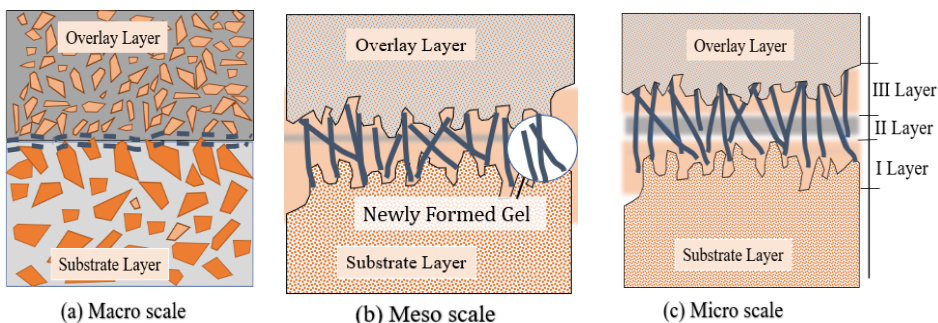 Overlay Layer
Substrate Layer
(a) Macro scale
Overlay Layer
Newly Formed Gel
Substrate Layer
(b) Meso scale
Overlay Layer
III Layer
II Layer
I Layer
Substrate Layer
(c) Micro scale